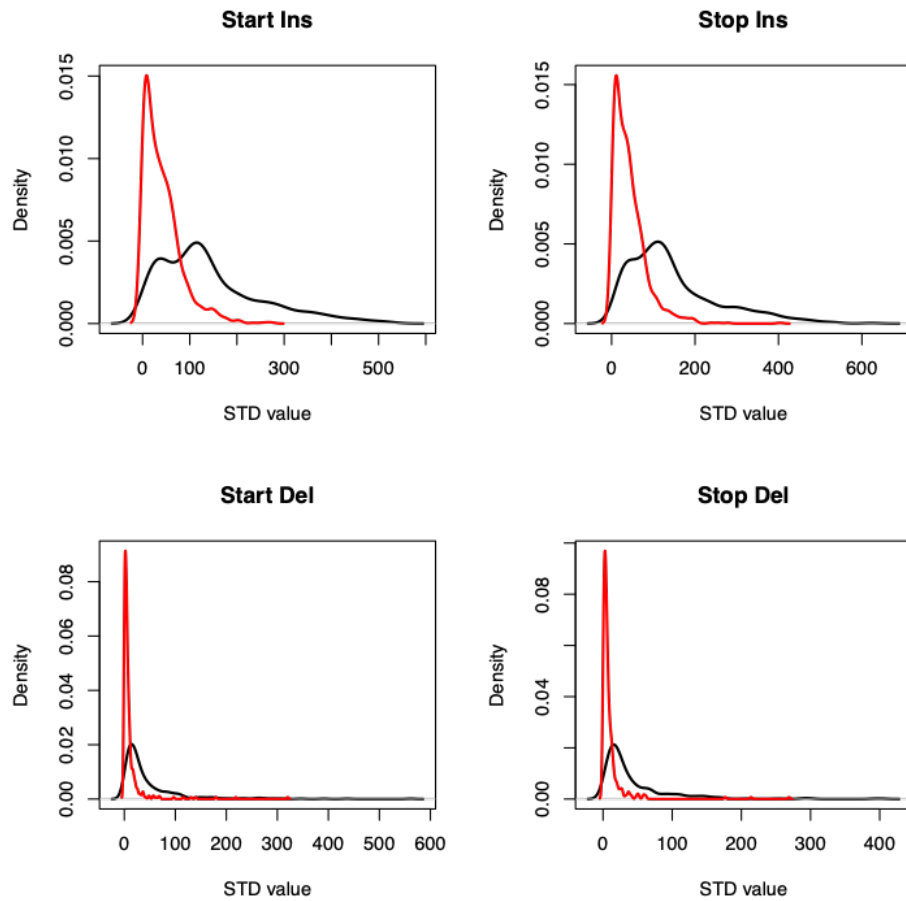 Start Ins
Density
0.000 0.005 0.010 0.015
0 100 300 500
STD value
Stop Ins
Density
0.000 0.005 0.010 0.015
0 200 400 600
STD value
Start Del
Density
0.00 0.02 0.04 0.06 0.08
0 100 200 300 400 500 600
STD value
Stop Del
Density
0.00 0.04 0.08
0 100 200 300 400
STD value